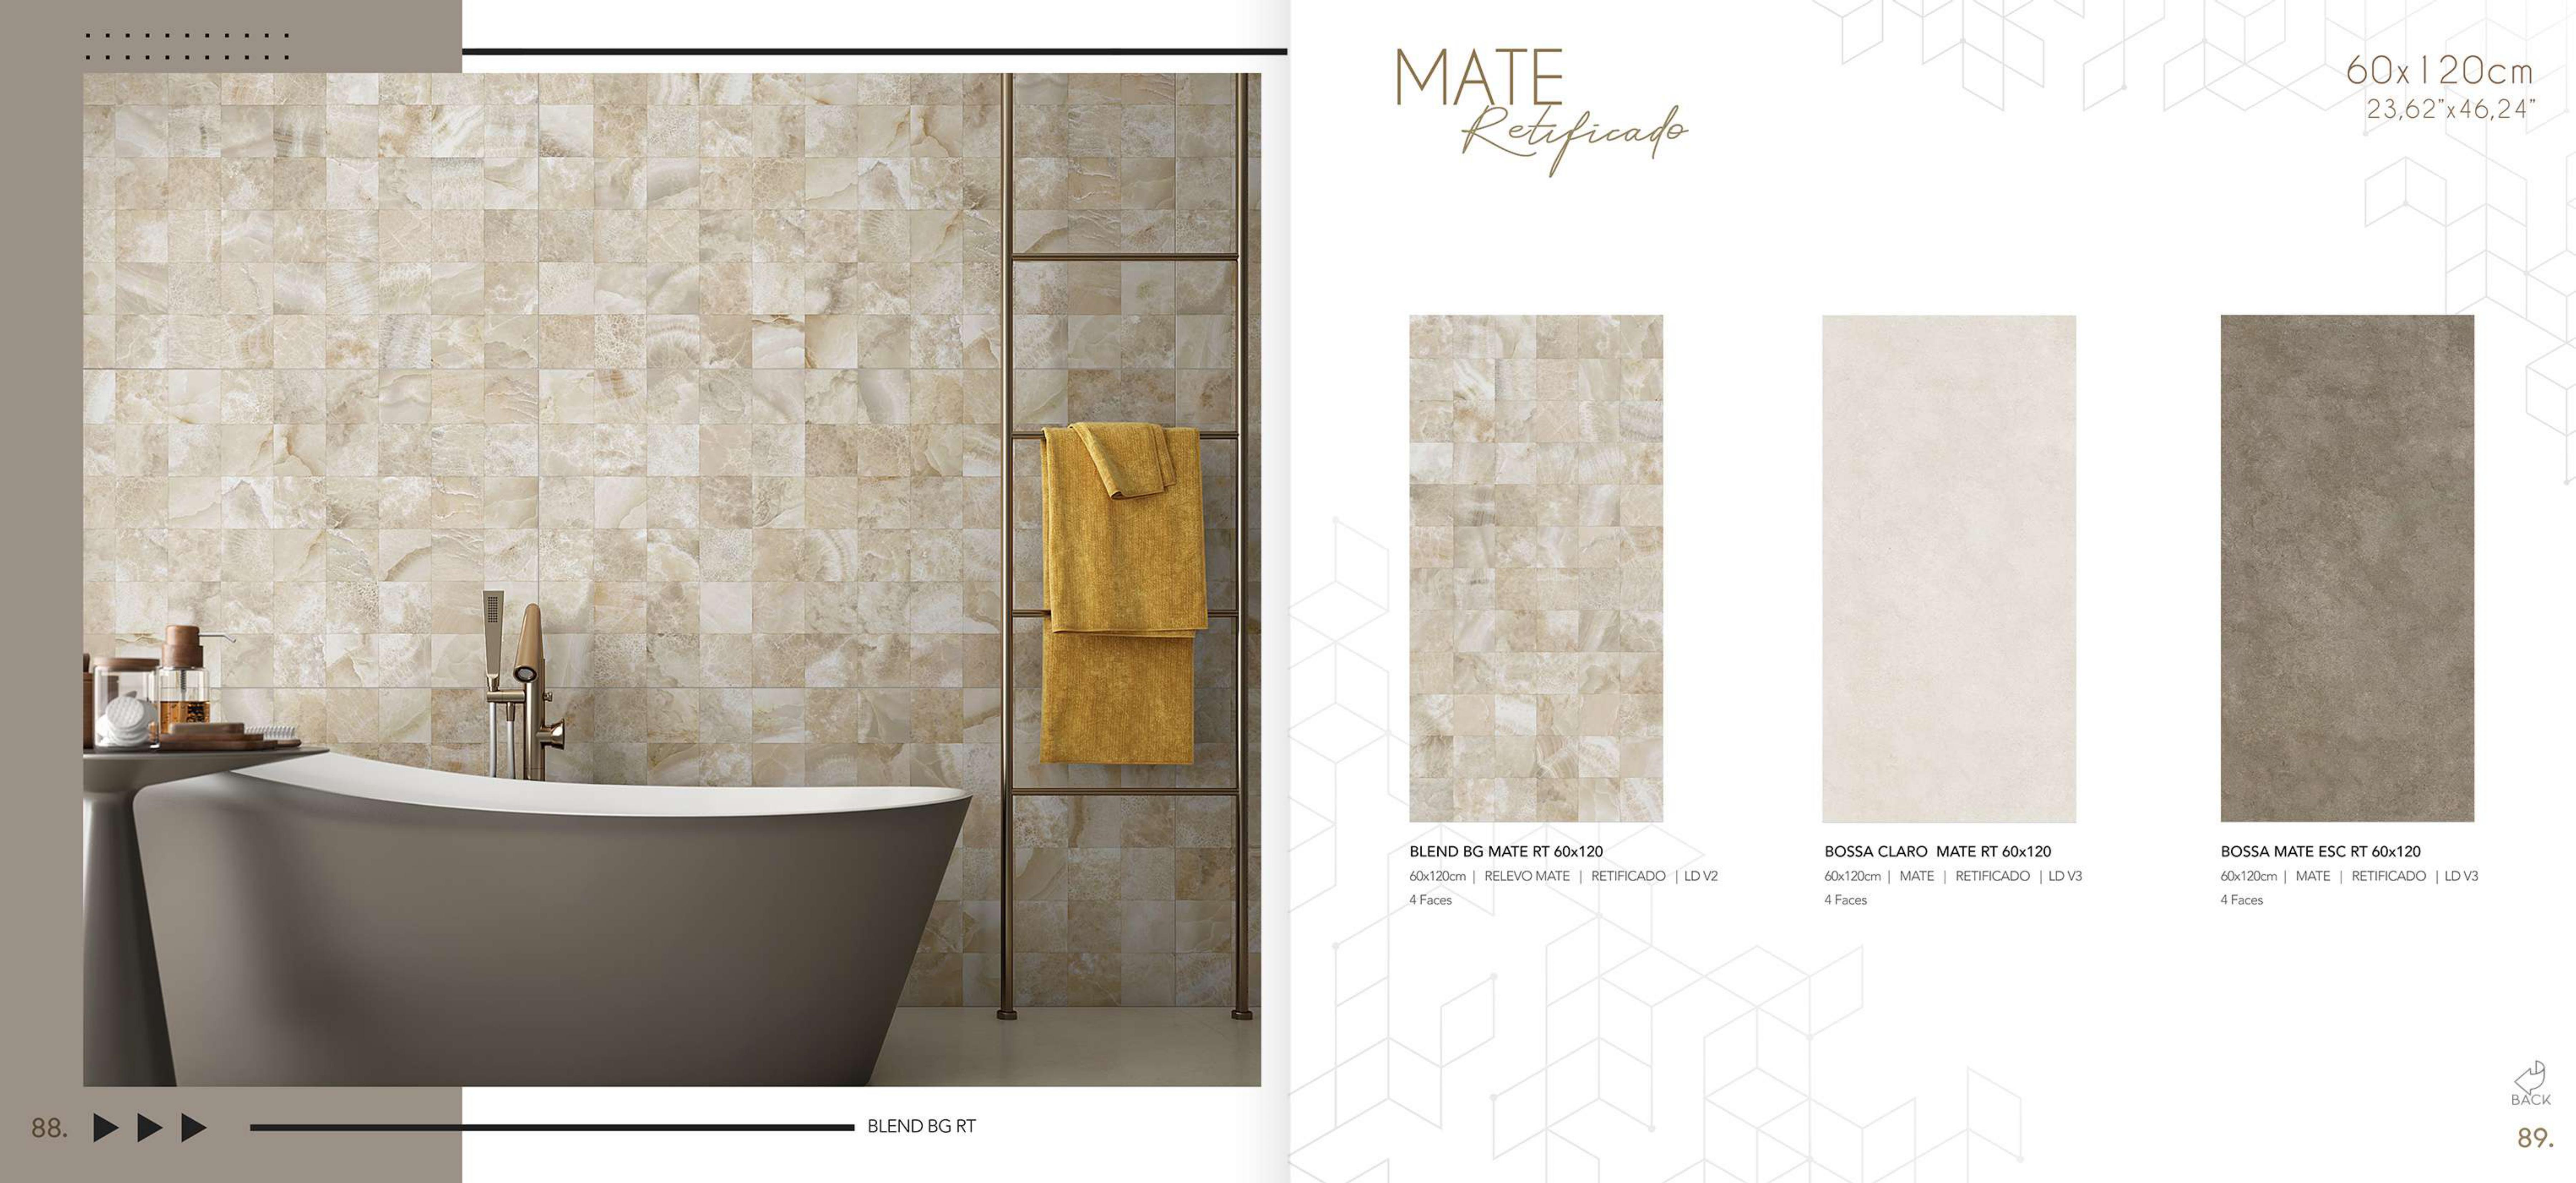 88.
BLEND BG RT
MATE
Retificado
60x120cm
23,62”x46,24”
BLEND BG MATE RT 60x120
60x120cm | RELEVO MATE | RETIFICADO | LD V2
4 Faces
BOSSA CLARO MATE RT 60x120
60x120cm | MATE | RETIFICADO | LD V3
4 Faces
BOSSA MATE ESC RT 60x120
60x120cm | MATE | RETIFICADO | LD V3
4 Faces
BACK
89.